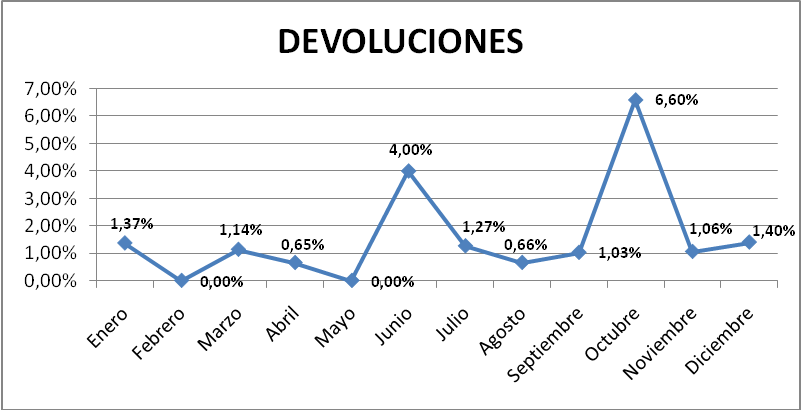 DEVOLUCIONES
7,00%
6,00%
5,00%
4,00%
3,00%
2,00%
1,00%
0,00%
1,37%
0,00%
1,14%
0,65%
0,00%
4,00%
1,27%
0,66%
1,03%
6,60%
1,06%
1,40%
Enero
Febrero
Marzo
Abril
Mayo
Junio
Julio
Agosto
Septiembre
Octubre
Noviembre
Diciembre